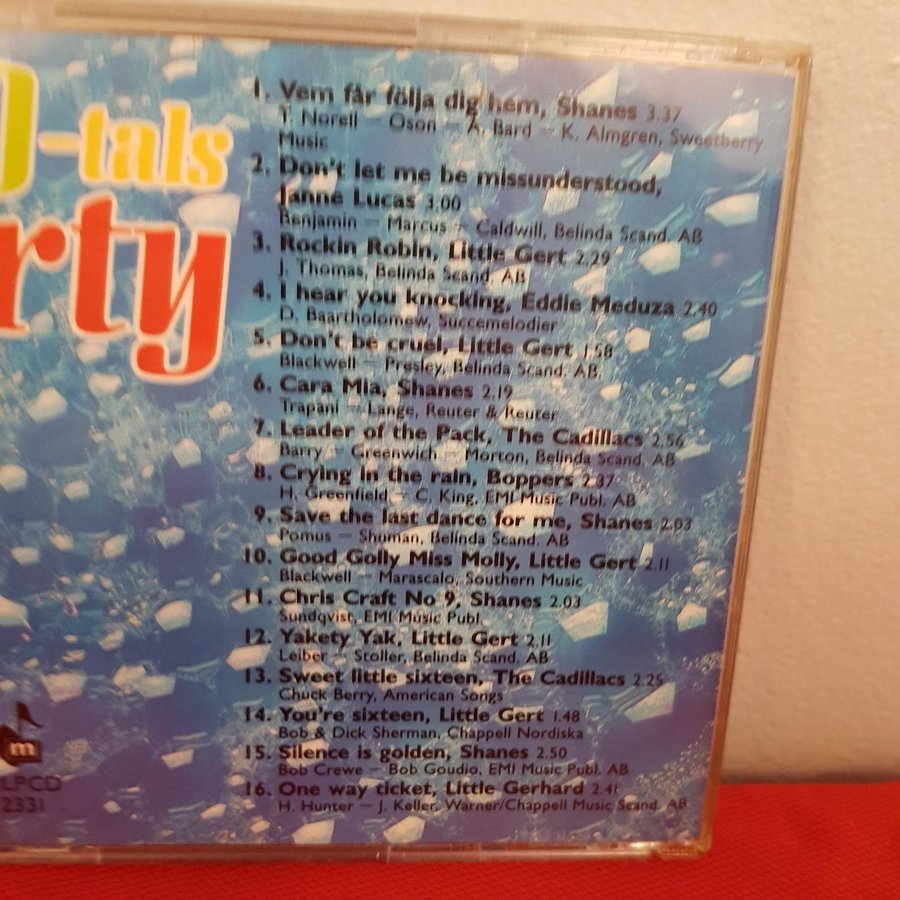 -tals
rty
1. Vem får följa dig hem, Shanes 3.37
T. Norell – Oson – A. Bard – K. Almgren, Sweetberry
Music
2. Don't let me be missunderstood,
Janne Lucas 3.00
Benjamin – Marcus – Caldwill, Belinda Scand. AB
3. Rockin Robin, Little Gert 2.29
J. Thomas, Belinda Scand. AB
4. I hear you knocking, Eddie Meduza 2.40
D. Baartholomew, Succemelodier
5. Don't be cruel, Little Gert 1.58
Blackwell – Presley, Belinda Scand. AB.
6. Cara Mia, Shanes 2.19
Trapani – Lange, Reuter & Reuter
7. Leader of the Pack, The Cadillacs 2.56
Barry – Greenwich – Morton, Belinda Scand. AB
8. Crying in the rain, Boppers 2.37
H. Greenfield – C. King, EMI Music Publ. AB
9. Save the last dance for me, Shanes 2.03
Pomus – Shuman, Belinda Scand. AB
10. Good Golly Miss Molly, Little Gert 2.11
Blackwell – Marascalo, Southern Music
11. Chris Craft No 9, Shanes 2.03
Sundqvist, EMI Music Publ.
12. Yakety Yak, Little Gert 2.11
Leiber – Stoller, Belinda Scand. AB
13. Sweet little sixteen, The Cadillacs 2.25
Chuck Berry, American Songs
14. You're sixteen, Little Gert 1.48
Bob & Dick Sherman, Chappell Nordiska
15. Silence is golden, Shanes 2.50
Bob Crewe – Bob Goudio, EMI Music Publ. AB
16. One way ticket, Little Gerhard 2.41
H. Hunter – J. Keller, Warner/Chappell Music Scand. AB
m
LPCD
2331